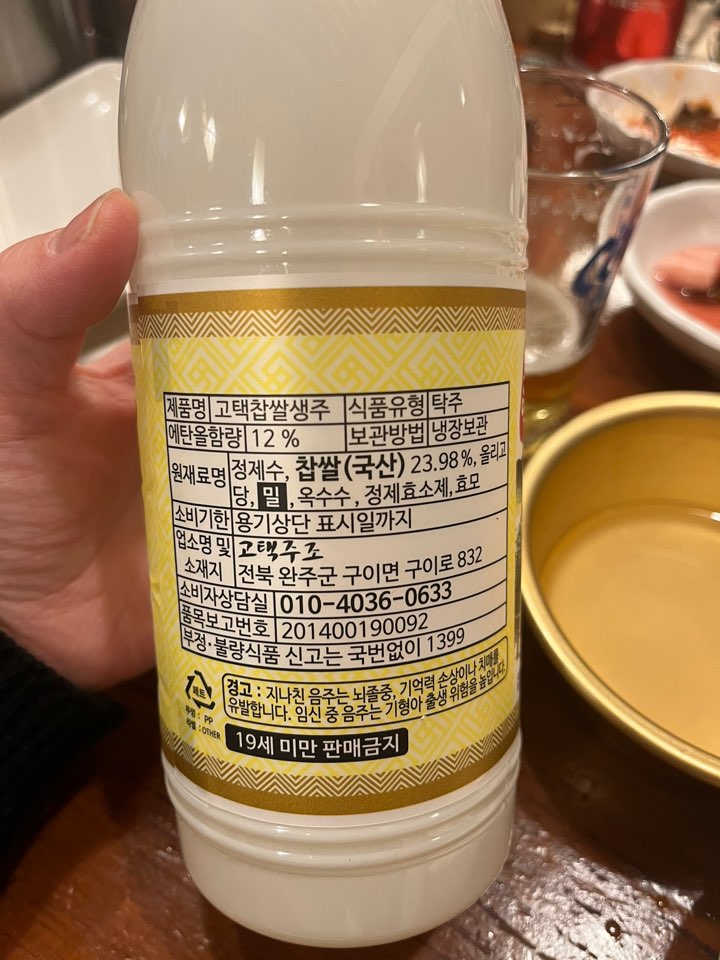 제품명 고택찹쌀생주 식품유형 탁주
에탄올함량 12 % 보관방법 냉장보관
원재료명 정제수, 찹쌀(국산) 23.98%, 올리고
당, 밀, 옥수수, 정제효소제, 효모
소비기한 용기상단 표시일까지
업소명 및 고택주조
소재지 전북 완주군 구이면 구이로 832
소비자상담실 010-4036-0633
품목보고번호 201400190092
부정·불량식품 신고는 국번없이 1399
페트
뚜껑 : PP
라벨 : OTHER
경고 : 지나친 음주는 뇌졸중, 기억력 손상이나 치매를
유발합니다. 임신 중 음주는 기형아 출생 위험을 높입니다.
19세 미만 판매금지